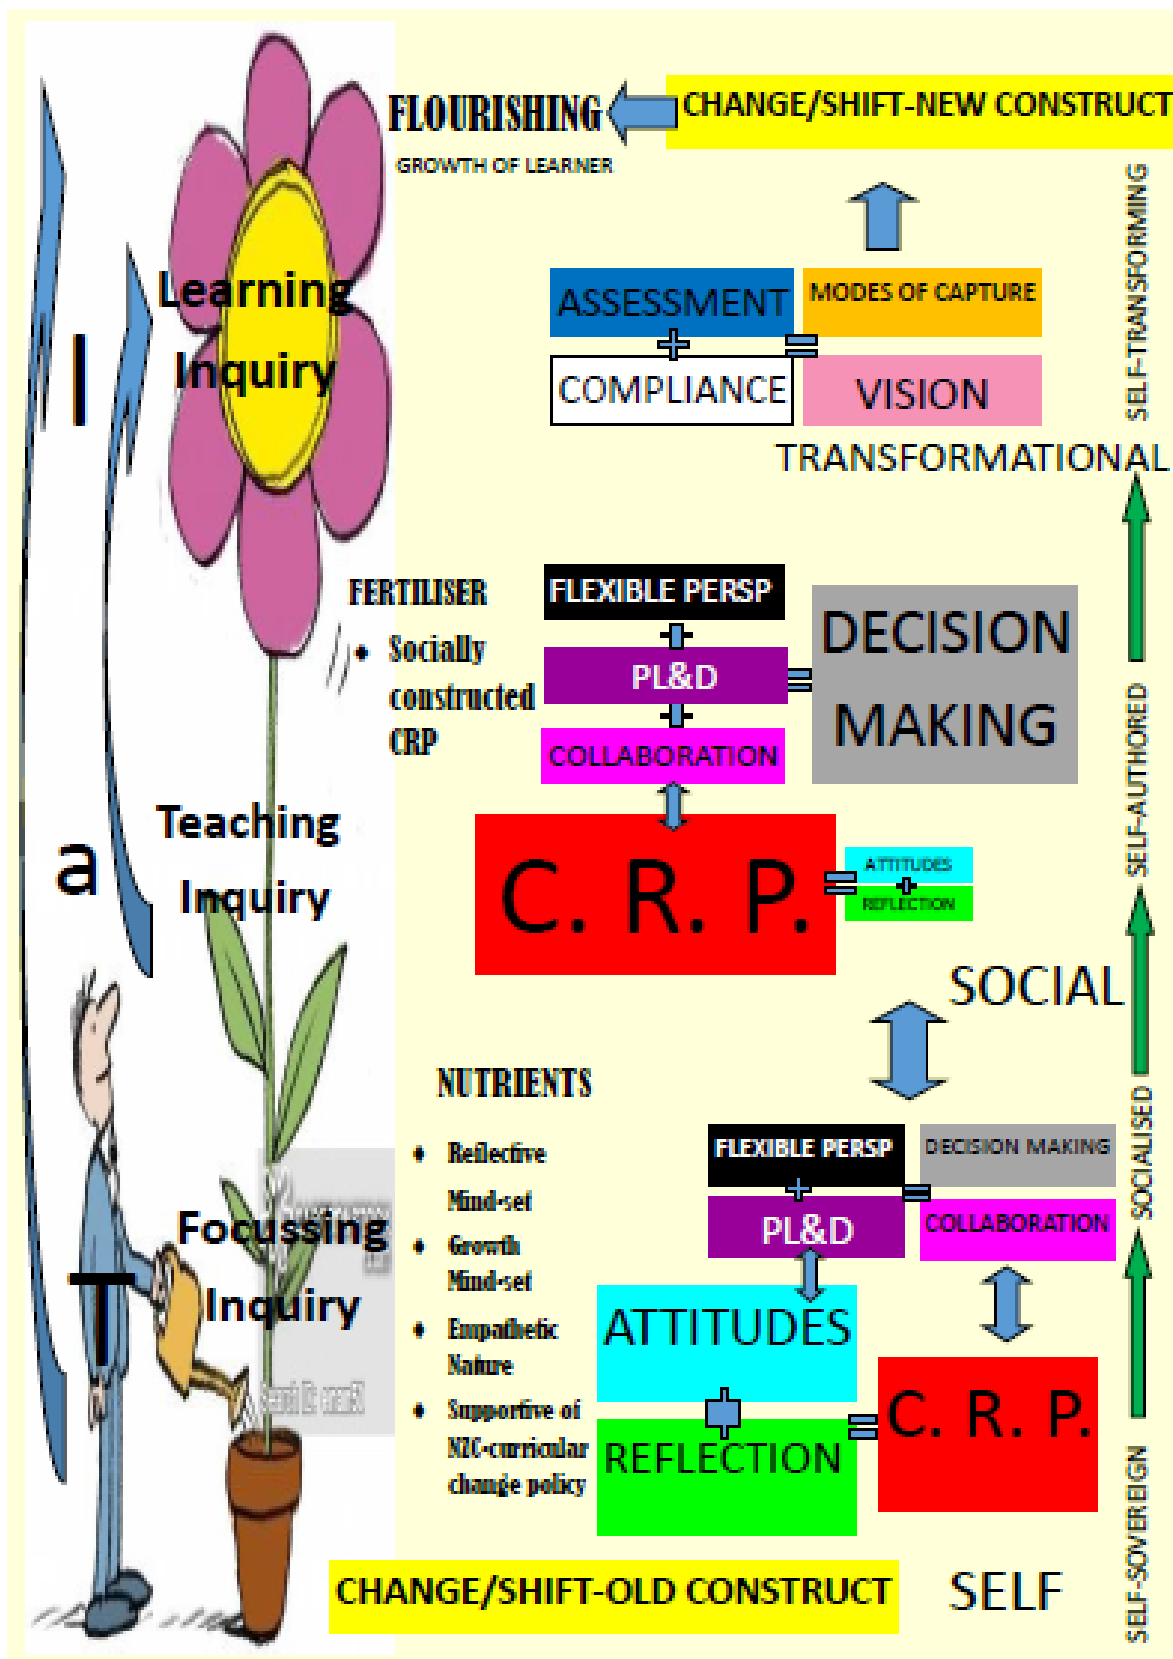 CHANGE/SHIFT-NEW CONSTRUCT
FLOURISHING
GROWTH OF LEARNER
Learning
Inquiry
I
ASSESSMENT
MODES OF CAPTURE
COMPLIANCE
VISION
SELF-TRANSFORMING
TRANSFORMATIONAL
FERTILISER
Socially
constructed
CRP
FLEXIBLE PERSP
PL&D
COLLABORATION
DECISION
MAKING
Teaching
Inquiry
a
C. R. P.
ATTITUDES
REFLECTION
SELF-AUTHORED
SOCIAL
NUTRIENTS
Reflective
Mind-set
Growth
Mind-set
Empathetic
Nature
Supportive of
NZC-curricular
change policy
FLEXIBLE PERSP
PL&D
DECISION MAKING
COLLABORATION
SOCIALISED
Focussing
Inquiry
T
ATTITUDES
REFLECTION
C. R. P.
SELF-SOVEREIGN
CHANGE/SHIFT-OLD CONSTRUCT
SELF